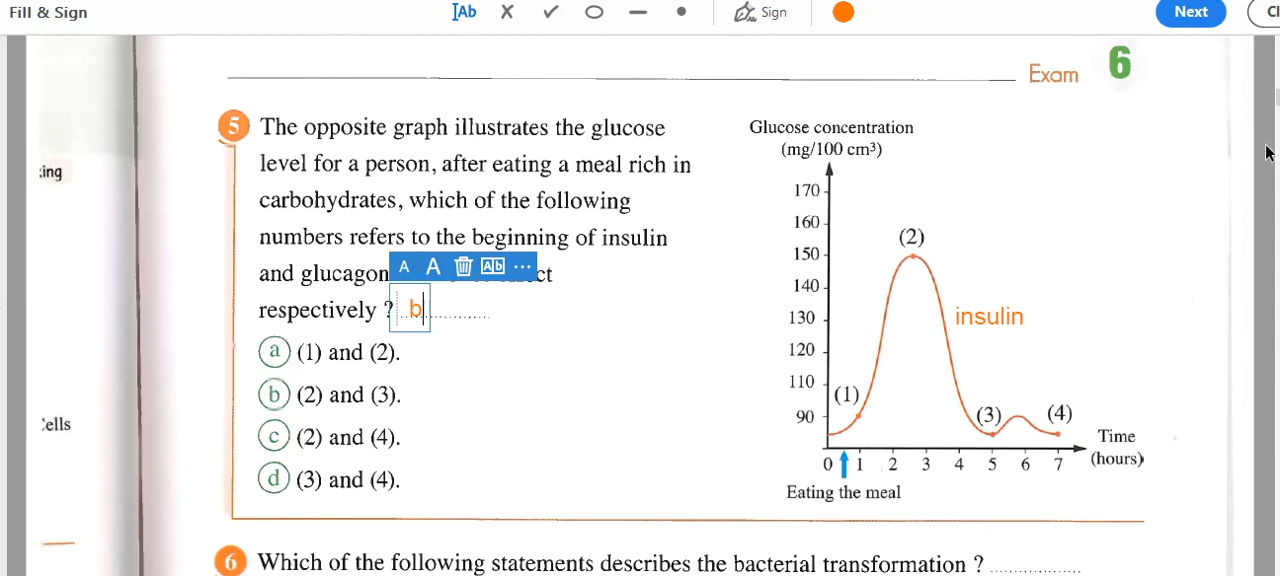 Fill & Sign
Ab
Sign
Next
Cl
Exam 6
:ing
5 The opposite graph illustrates the glucose
level for a person, after eating a meal rich in
carbohydrates, which of the following
numbers refers to the beginning of insulin
and glucagon A A Ab ... ct
respectively ? b ............
a (1) and (2).
b (2) and (3).
c (2) and (4).
d (3) and (4).
Glucose concentration
(mg/100 cm³)
170
160
150
140
130
120
110
90
(1)
(2)
insulin
(3)
(4)
Time
(hours)
0 1 2 3 4 5 6 7
Eating the meal
ells
6 Which of the following statements describes the bacterial transformation ? ..................